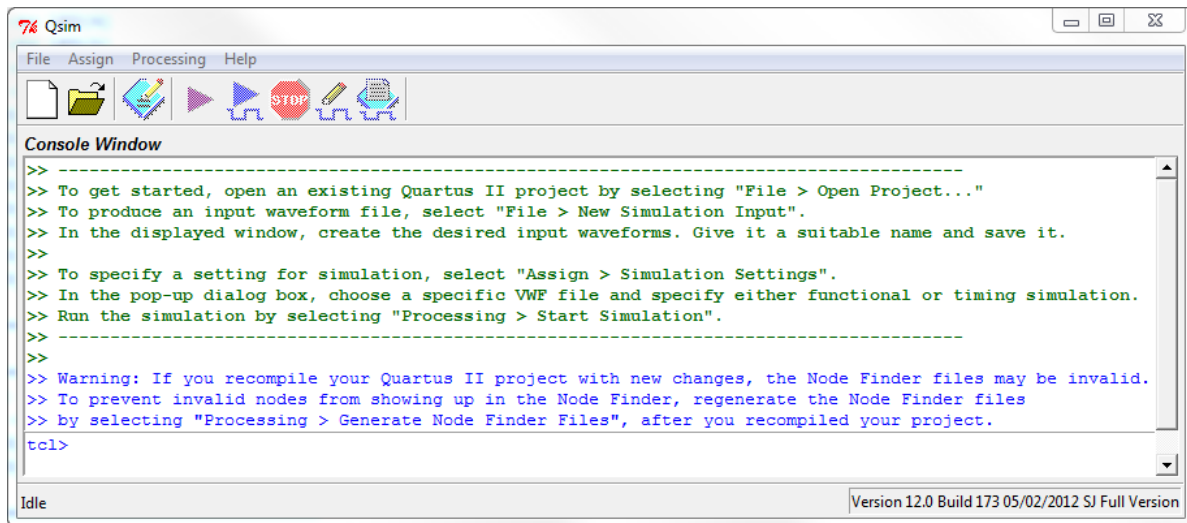 Qsim
File Assign Processing Help
STOP
Console Window
>> ---------------------------------------------------------------------------------------
>> To get started, open an existing Quartus II project by selecting "File > Open Project..."
>> To produce an input waveform file, select "File > New Simulation Input".
>> In the displayed window, create the desired input waveforms. Give it a suitable name and save it.
>>
>> To specify a setting for simulation, select "Assign > Simulation Settings".
>> In the pop-up dialog box, choose a specific VWF file and specify either functional or timing simulation.
>> Run the simulation by selecting "Processing > Start Simulation".
>> ---------------------------------------------------------------------------------------
>>
>> Warning: If you recompile your Quartus II project with new changes, the Node Finder files may be invalid.
>> To prevent invalid nodes from showing up in the Node Finder, regenerate the Node Finder files
>> by selecting "Processing > Generate Node Finder Files", after you recompiled your project.
tcl>
Idle
Version 12.0 Build 173 05/02/2012 SJ Full Version